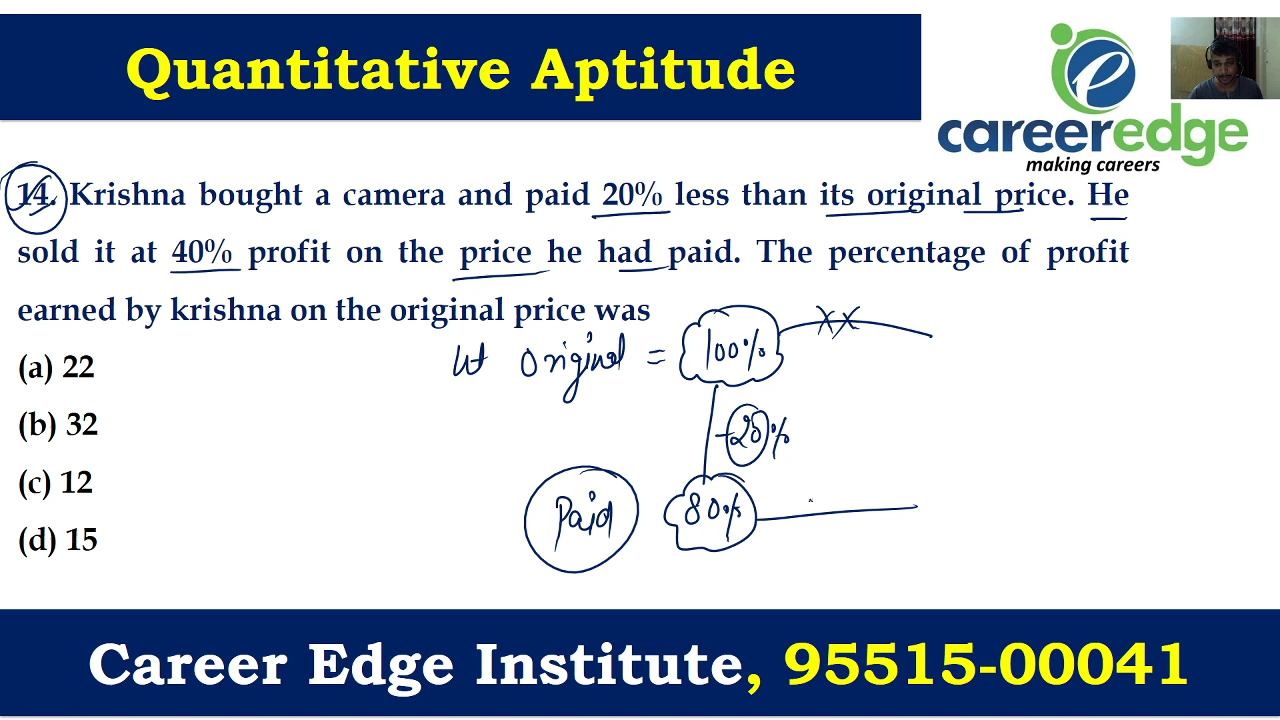 Quantitative Aptitude
e
careeredge
making careers
14. Krishna bought a camera and paid 20% less than its original price. He
sold it at 40% profit on the price he had paid. The percentage of profit
earned by krishna on the original price was
(a) 22
(b) 32
(c) 12
(d) 15
let Original = 100%
XX
-20%
Paid 80%
Career Edge Institute, 95515-00041